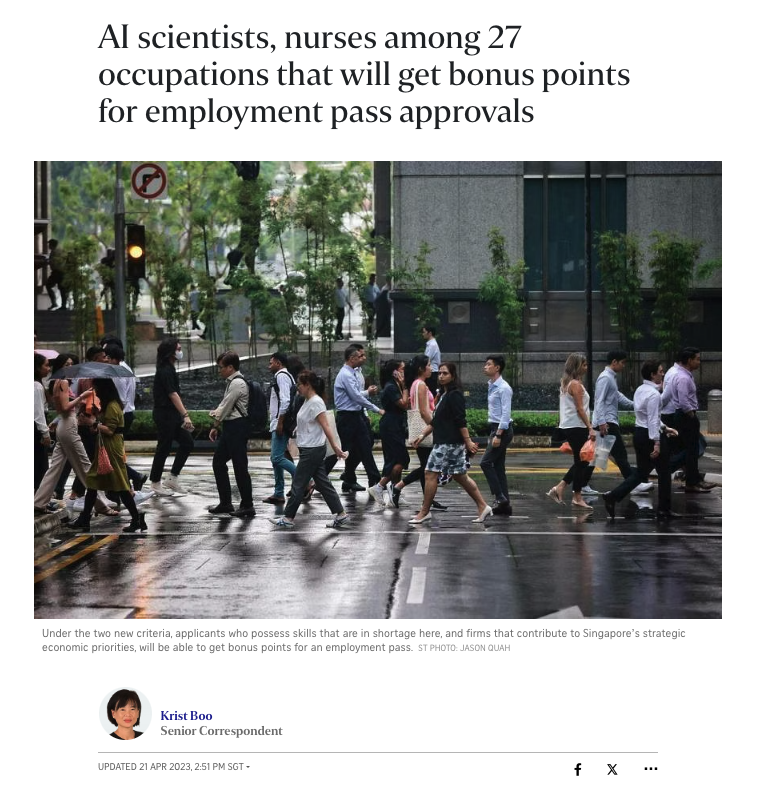 AI scientists, nurses among 27
occupations that will get bonus points
for employment pass approvals
Under the two new criteria, applicants who possess skills that are in shortage here, and firms that contribute to Singapore's strategic
economic priorities, will be able to get bonus points for an employment pass. ST PHOTO: JASON QUAH
Krist Boo
Senior Correspondent
UPDATED 21 APR 2023, 2:51 PM SGT